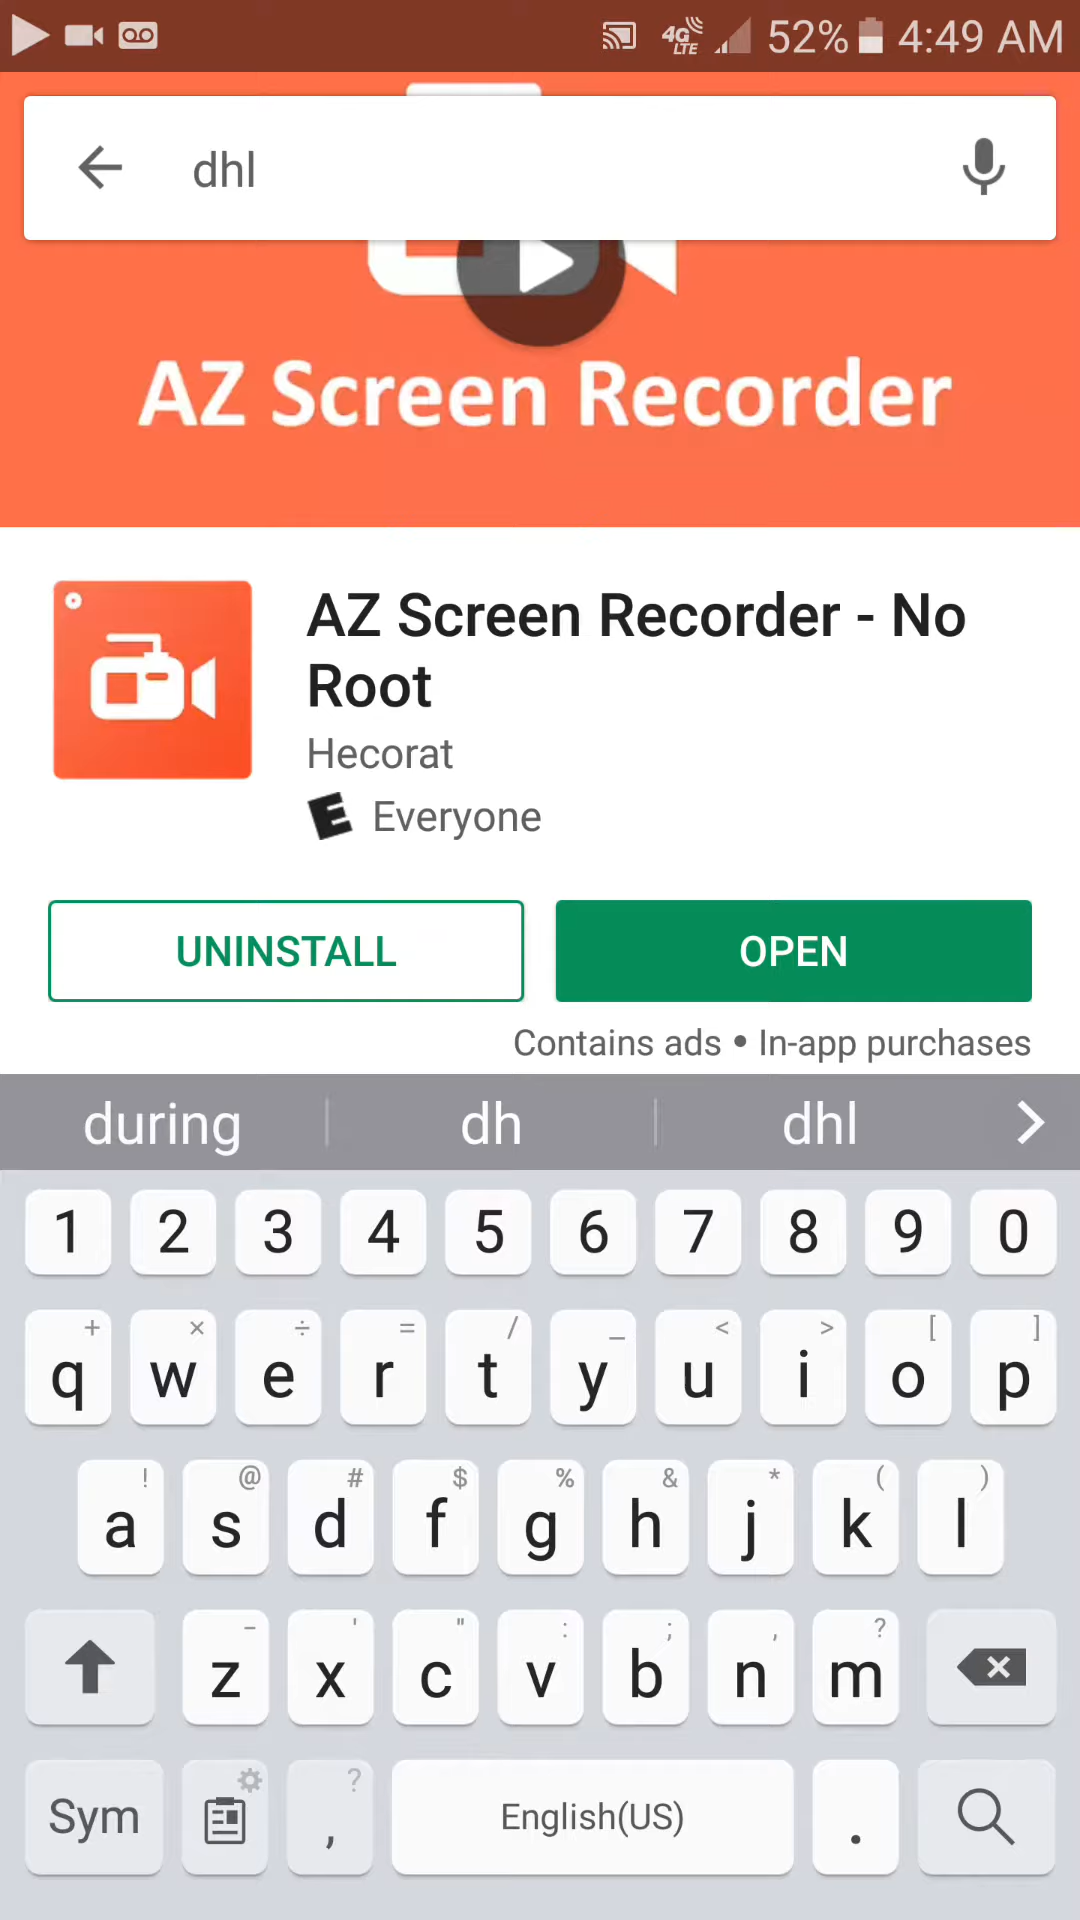 4G LTE 52% 4:49 AM
dhl
AZ Screen Recorder
AZ Screen Recorder - No
Root
Hecorat
E Everyone
UNINSTALL OPEN
Contains ads • In-app purchases
during dh dhl
1 2 3 4 5 6 7 8 9 0
+ × ÷ = / _ < > [ ]
q w e r t y u i o p
! @ # $ % & * ( )
a s d f g h j k l
- ' " : ; , ?
z x c v b n m
Sym ? , English(US) .